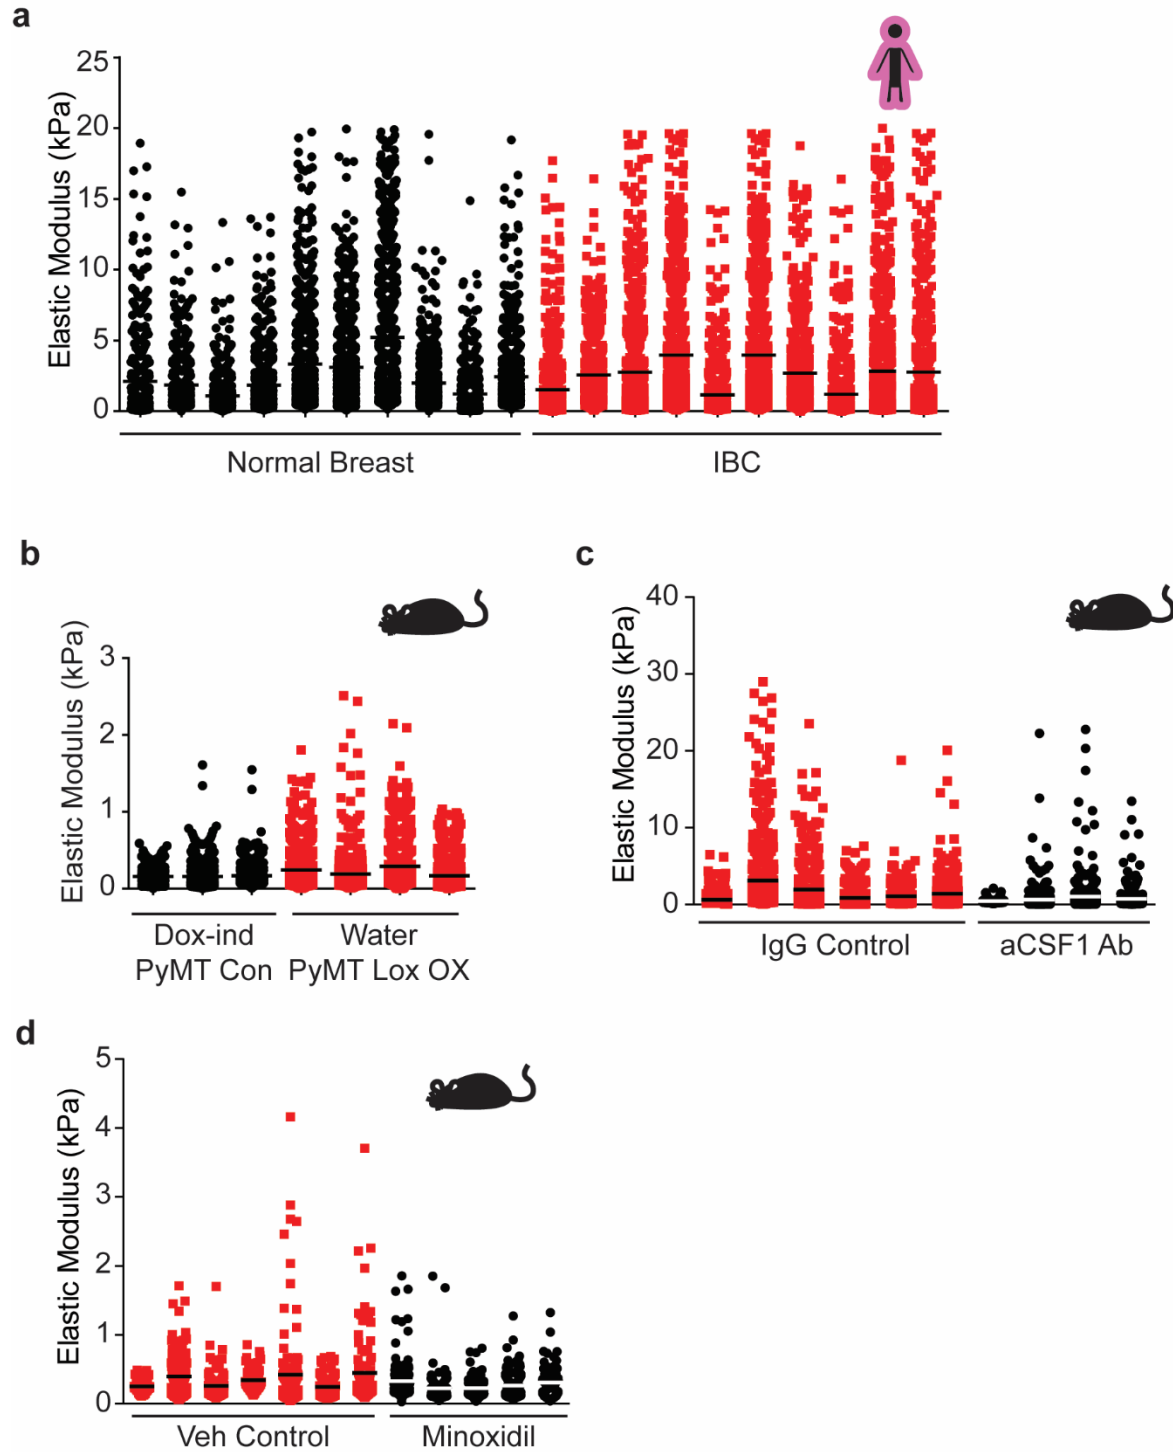 a
Elastic Modulus (kPa)
25
20
15
10
5
0
Normal Breast
IBC
b
Elastic Modulus (kPa)
3
2
1
0
Dox-ind
PyMT Con
Water
PyMT Lox OX
c
Elastic Modulus (kPa)
40
30
20
10
0
IgG Control
aCSF1 Ab
d
Elastic Modulus (kPa)
5
4
3
2
1
0
Veh Control
Minoxidil